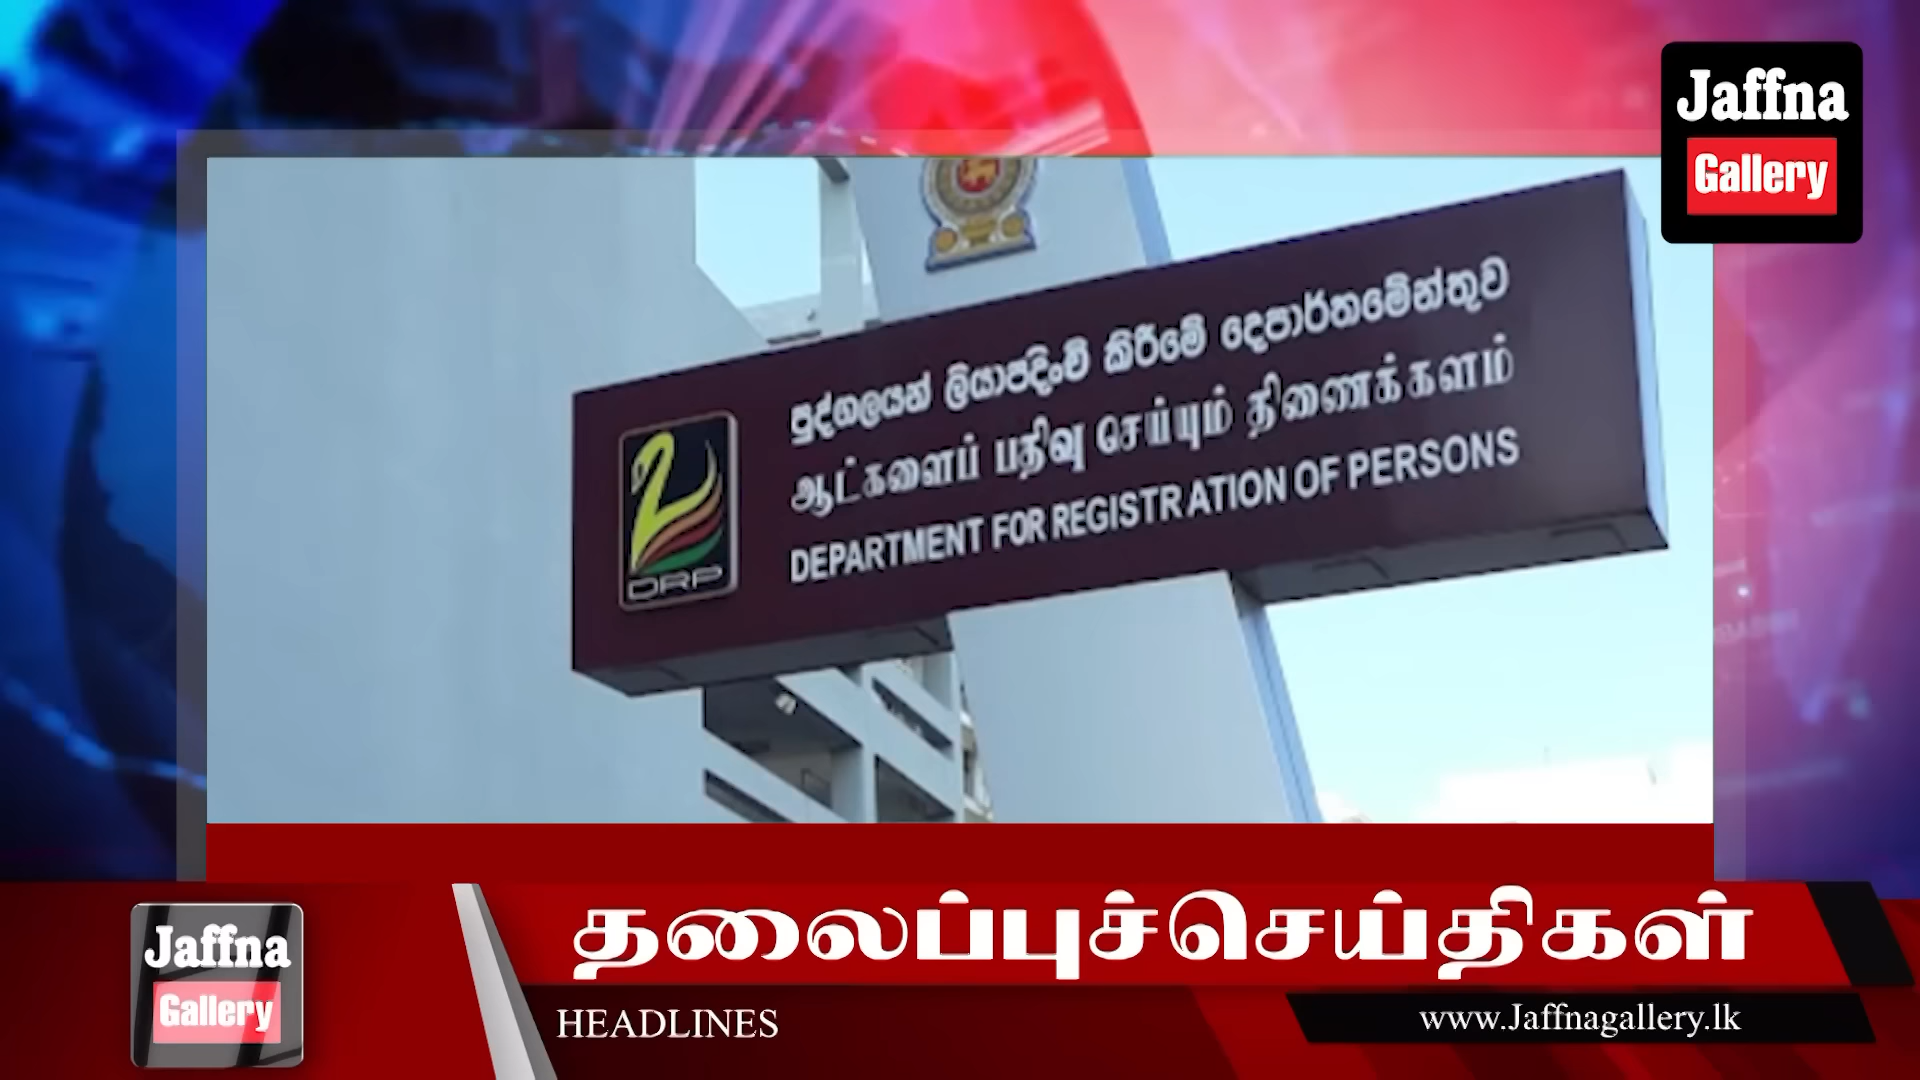 Jaffna
Gallery
පුද්ගලයන් ලියාපදිංචි කිරීමේ දෙපාර්තමේන්තුව
ஆட்களைப் பதிவு செய்யும் திணைக்களம்
DEPARTMENT FOR REGISTRATION OF PERSONS
DRP
தலைப்புச்செய்திகள்
Jaffna
Gallery
HEADLINES
www.Jaffnagallery.lk